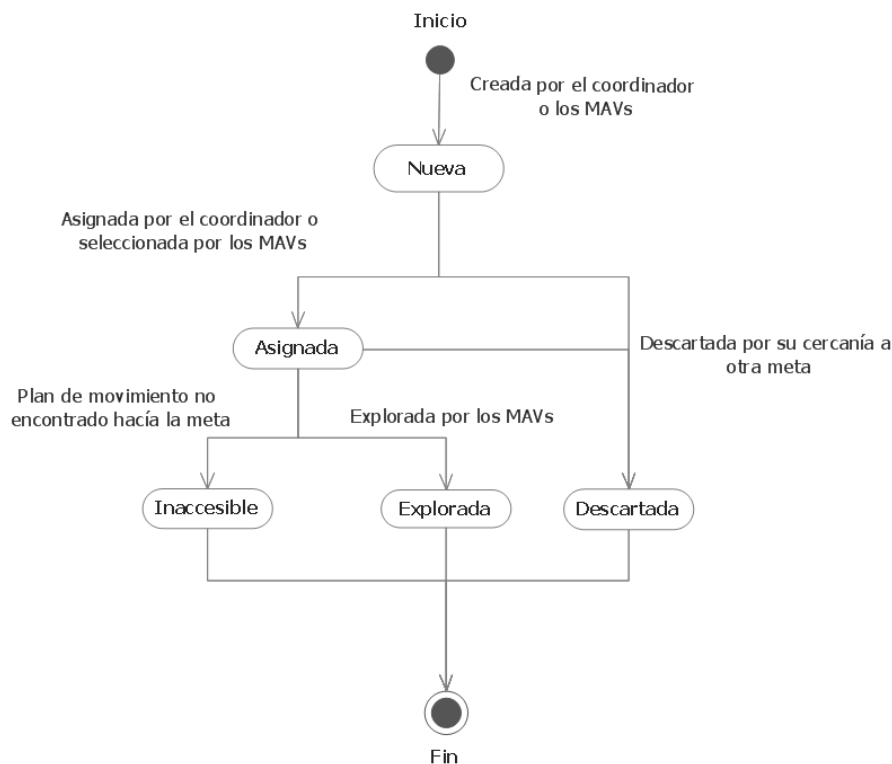 Inicio
Creada por el coordinador
o los MAVs
Nueva
Asignada por el coordinador o
seleccionada por los MAVs
Asignada
Descartada por su cercanía a
otra meta
Plan de movimiento no
encontrado hacía la meta
Explorada por los MAVs
Inaccesible
Explorada
Descartada
Fin